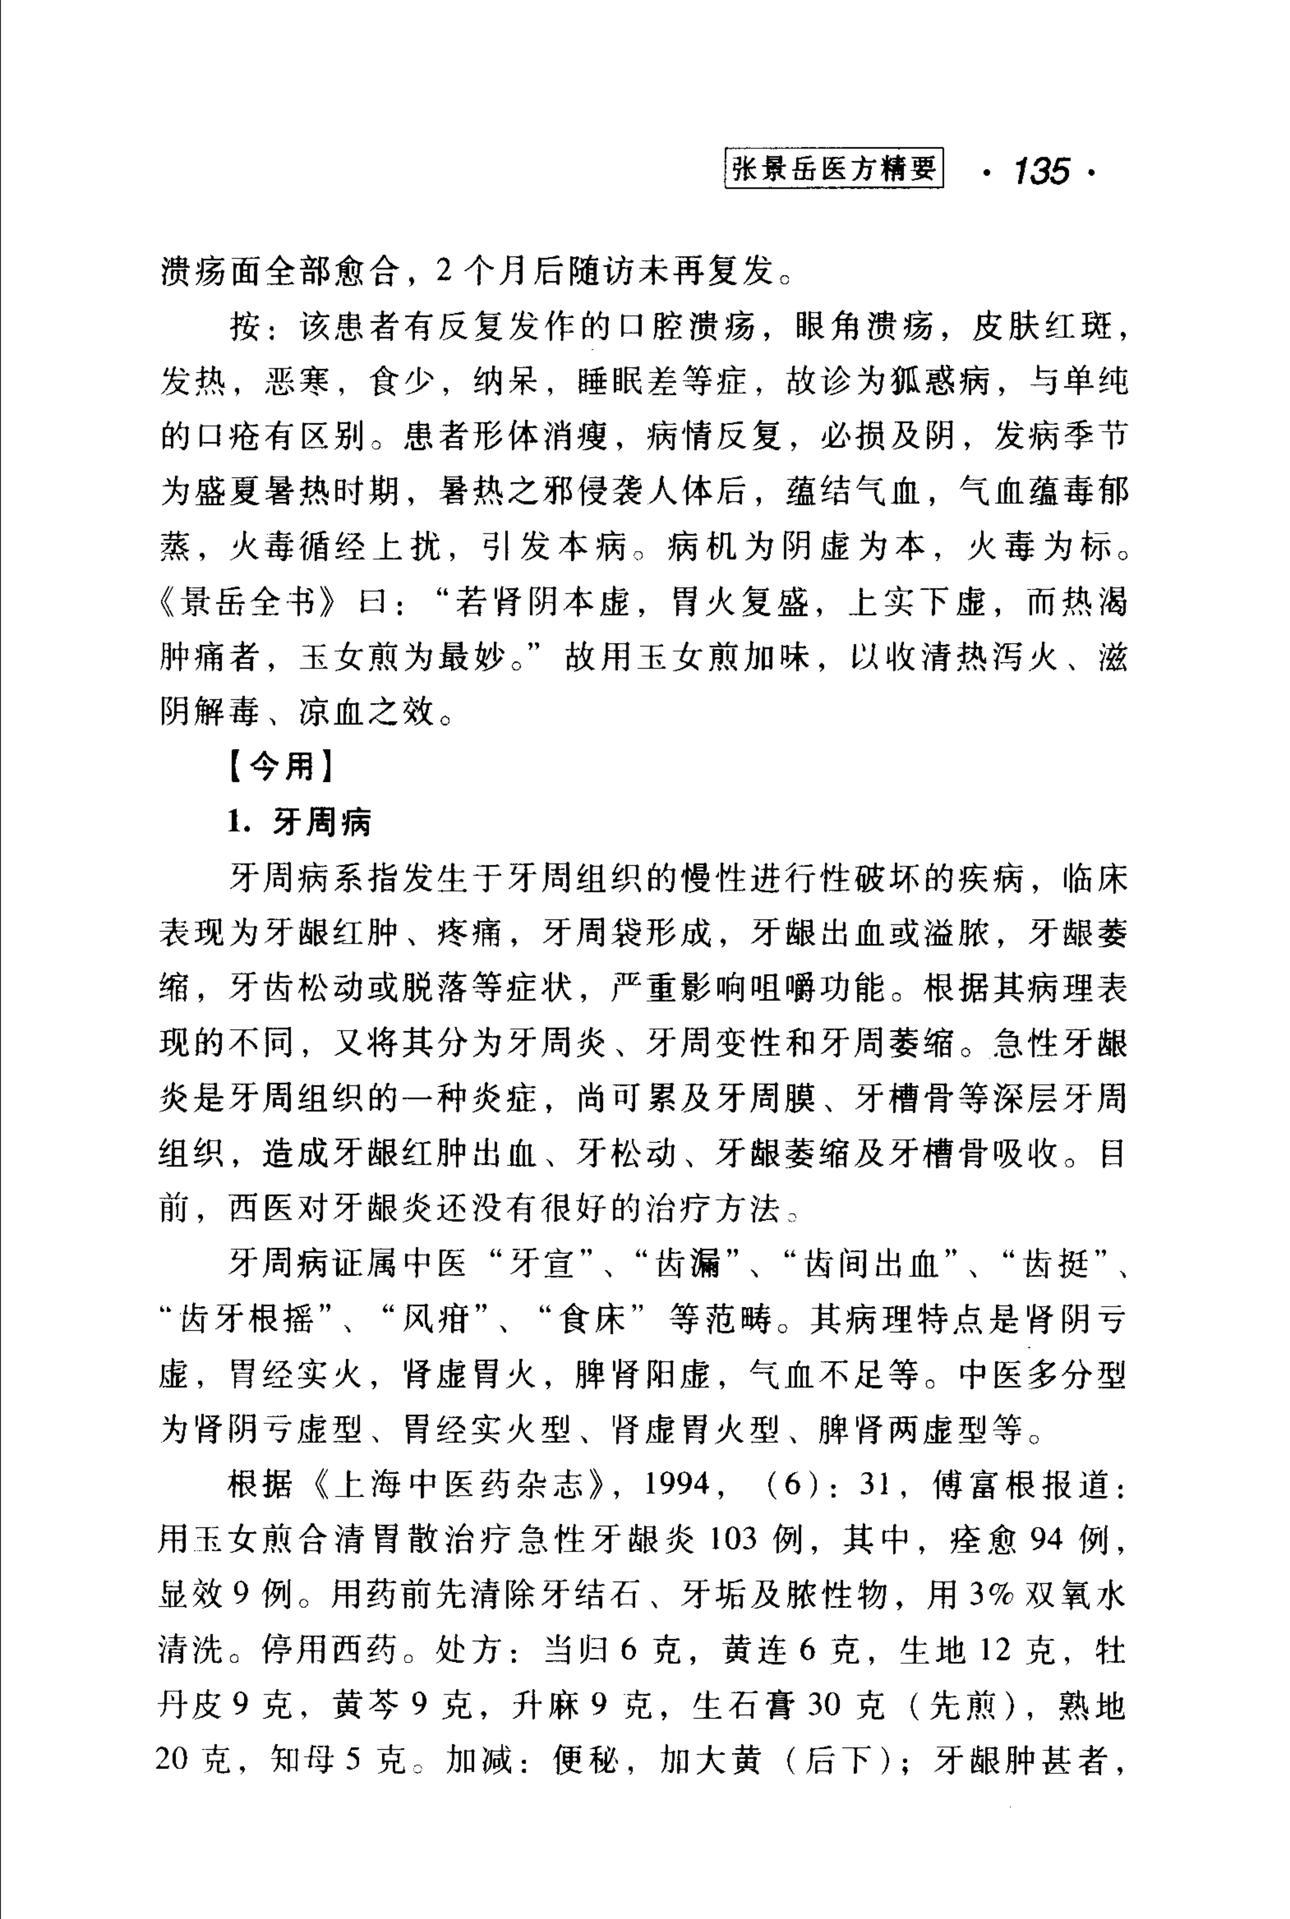 张景岳医方精要 · 135 ·
溃疡面全部愈合，2个月后随访未再复发。
按：该患者有反复发作的口腔溃疡，眼角溃疡，皮肤红斑，
发热，恶寒，食少，纳呆，睡眠差等症，故诊为狐惑病，与单纯
的口疮有区别。患者形体消瘦，病情反复，必损及阴，发病季节
为盛夏暑热时期，暑热之邪侵袭人体后，蕴结气血，气血蕴毒郁
蒸，火毒循经上扰，引发本病。病机为阴虚为本，火毒为标。
《景岳全书》曰：“若肾阴本虚，胃火复盛，上实下虚，而热渴
肿痛者，玉女煎为最妙。”故用玉女煎加味，以收清热泻火、滋
阴解毒、凉血之效。
【今用】
1. 牙周病
牙周病系指发生于牙周组织的慢性进行性破坏的疾病，临床
表现为牙龈红肿、疼痛，牙周袋形成，牙龈出血或溢脓，牙龈萎
缩，牙齿松动或脱落等症状，严重影响咀嚼功能。根据其病理表
现的不同，又将其分为牙周炎、牙周变性和牙周萎缩。急性牙龈
炎是牙周组织的一种炎症，尚可累及牙周膜、牙槽骨等深层牙周
组织，造成牙龈红肿出血、牙松动、牙龈萎缩及牙槽骨吸收。目
前，西医对牙龈炎还没有很好的治疗方法。
牙周病证属中医“牙宣”、“齿漏”、“齿间出血”、“齿挺”、
“齿牙根摇”、“风疳”、“食床”等范畴。其病理特点是肾阴亏
虚，胃经实火，肾虚胃火，脾肾阳虚，气血不足等。中医多分型
为肾阴亏虚型、胃经实火型、肾虚胃火型、脾肾两虚型等。
根据《上海中医药杂志》，1994，（6）：31，傅富根报道：
用玉女煎合清胃散治疗急性牙龈炎103例，其中，痊愈94例，
显效9例。用药前先清除牙结石、牙垢及脓性物，用3%双氧水
清洗。停用西药。处方：当归6克，黄连6克，生地12克，牡
丹皮9克，黄芩9克，升麻9克，生石膏30克（先煎），熟地
20克，知母5克。加减：便秘，加大黄（后下）；牙龈肿甚者，